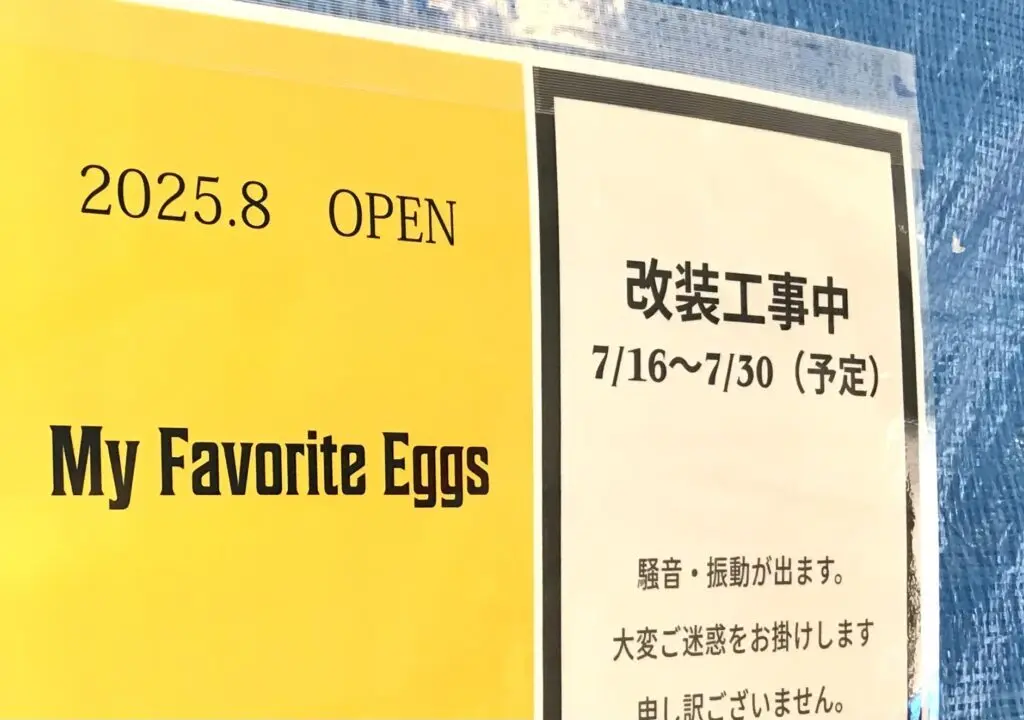 2025.8 OPEN
My Favorite Eggs
改装工事中
7/16～7/30（予定）
騒音・振動が出ます。
大変ご迷惑をお掛けします
申し訳ございません。